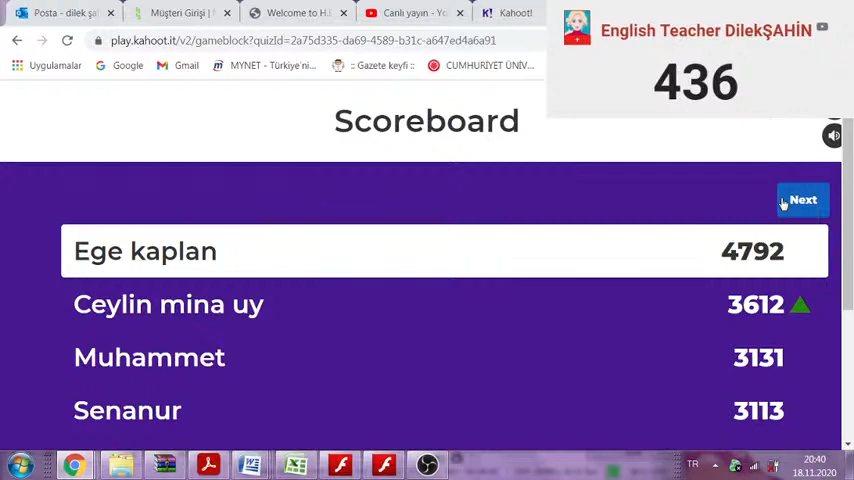 Posta - dilek şal
Müşteri Girişi |
Welcome to H.I
Canlı yayın - Yo
Kahoot!
play.kahoot.it/v2/gameblock?quizId=2a75d335-da69-4589-b31c-a647ed4a6a91
Uygulamalar
Google
Gmail
MYNET - Türkiye'ni...
:: Gazete keyfi ::
CUMHURİYET ÜNİV...
English Teacher DilekŞAHİN
436
Scoreboard
Next
Ege kaplan 4792
Ceylin mina uy 3612
Muhammet 3131
Senanur 3113
TR
20:40
18.11.2020